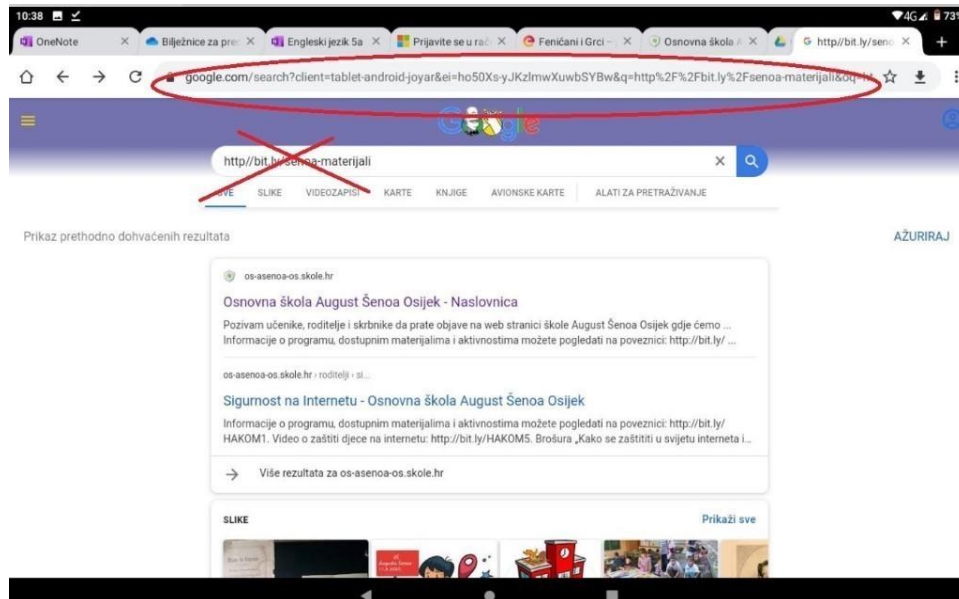 10:38
4G 73%
OneNote
Bilježnice za pre
Engleski jezik 5a
Prijavite se u rač
Feničani i Grci –
Osnovna škola
http//bit.ly/seno
google.com/search?client=tablet-android-joyar&ei=ho50Xs-yJKzlmwXuwbSYBw&q=http%2F%2Fbit.ly%2Fsenoa-materijali&oq=ht
Google
http//bit.ly/senoa-materijali
SVE SLIKE VIDEOZAPISI KARTE KNJIGE AVIONSKE KARTE ALATI ZA PRETRAŽIVANJE
Prikaz prethodno dohvaćenih rezultata AŽURIRAJ
os-asenoa-os.skole.hr
Osnovna škola August Šenoa Osijek - Naslovnica
Pozivam učenike, roditelje i skrbnike da prate objave na web stranici škole August Šenoa Osijek gdje ćemo ...
Informacije o programu, dostupnim materijalima i aktivnostima možete pogledati na poveznici: http://bit.ly/ ...
os-asenoa-os.skole.hr › roditelji › si...
Sigurnost na Internetu - Osnovna škola August Šenoa Osijek
Informacije o programu, dostupnim materijalima i aktivnostima možete pogledati na poveznici: http://bit.ly/
HAKOM1. Video o zaštiti djece na internetu: http://bit.ly/HAKOM5. Brošura „Kako se zaštititi u svijetu interneta i...
Više rezultata za os-asenoa-os.skole.hr
SLIKE Prikaži sve